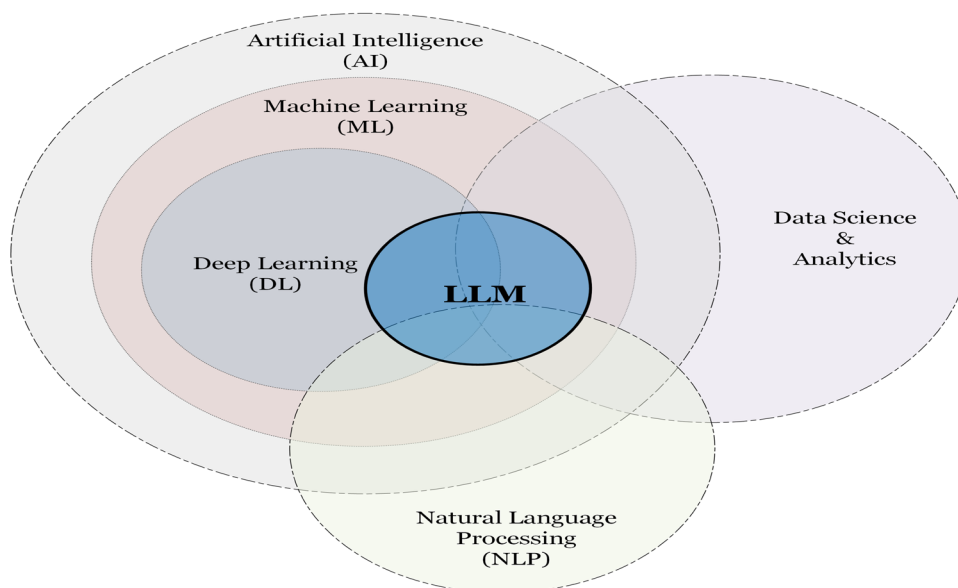 Artificial Intelligence
(AI)
Machine Learning
(ML)
Data Science
&
Analytics
Deep Learning
(DL)
LLM
Natural Language
Processing
(NLP)